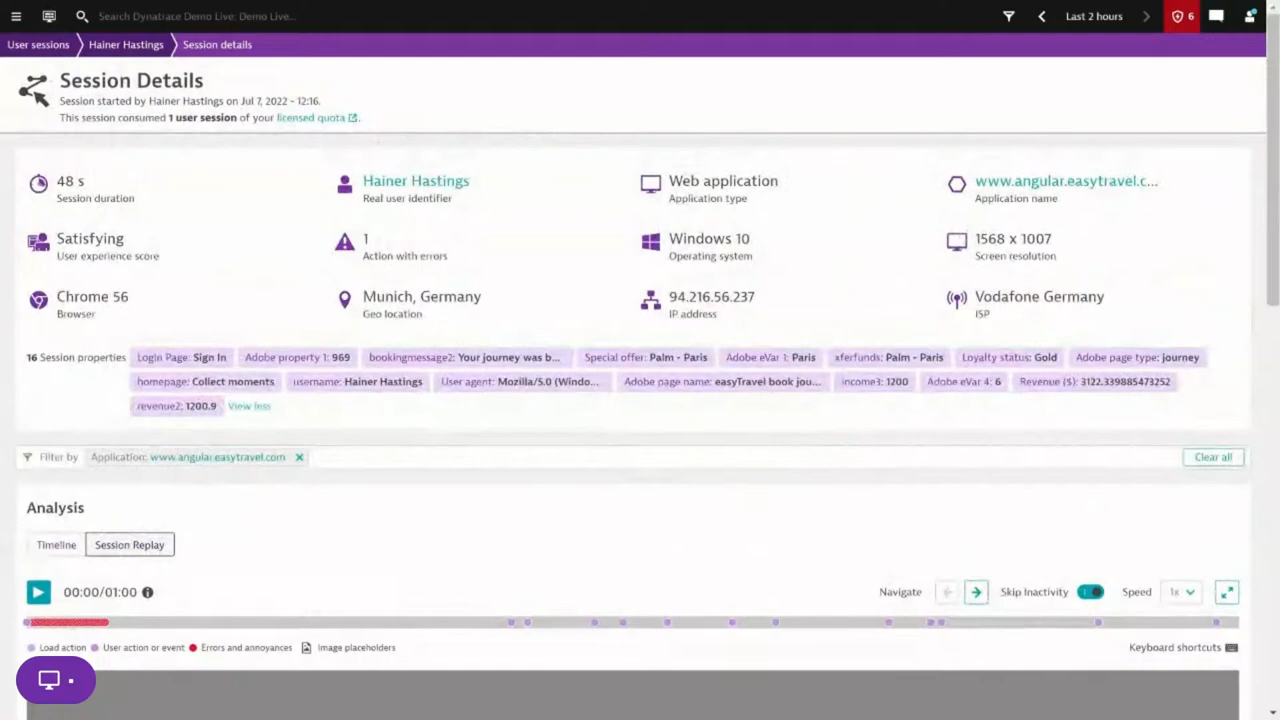 Search Dynatrace Demo Live: Demo Live... Last 2 hours 6
User sessions Hainer Hastings Session details
Session Details
Session started by Hainer Hastings on Jul 7, 2022 - 12:16.
This session consumed 1 user session of your licensed quota.
48 s Hainer Hastings Web application www.angular.easytravel.c...
Session duration Real user identifier Application type Application name
Satisfying 1 Windows 10 1568 x 1007
User experience score Action with errors Operating system Screen resolution
Chrome 56 Munich, Germany 94.216.56.237 Vodafone Germany
Browser Geo location IP address ISP
16 Session properties Login Page: Sign In Adobe property 1: 969 bookingmessage2: Your journey was b... Special offer: Palm - Paris Adobe eVar 1: Paris xferfunds: Palm - Paris Loyalty status: Gold Adobe page type: journey
homepage: Collect moments username: Hainer Hastings User agent: Mozilla/5.0 (Windo... Adobe page name: easyTravel book jou... income3: 1200 Adobe eVar 4: 6 Revenue ($): 3122.339885473252
revenue2: 1200.9 View less
Filter by Application: www.angular.easytravel.com Clear all
Analysis
Timeline Session Replay
00:00/01:00 Navigate Skip Inactivity Speed 1x
Load action User action or event Errors and annoyances Image placeholders Keyboard shortcuts